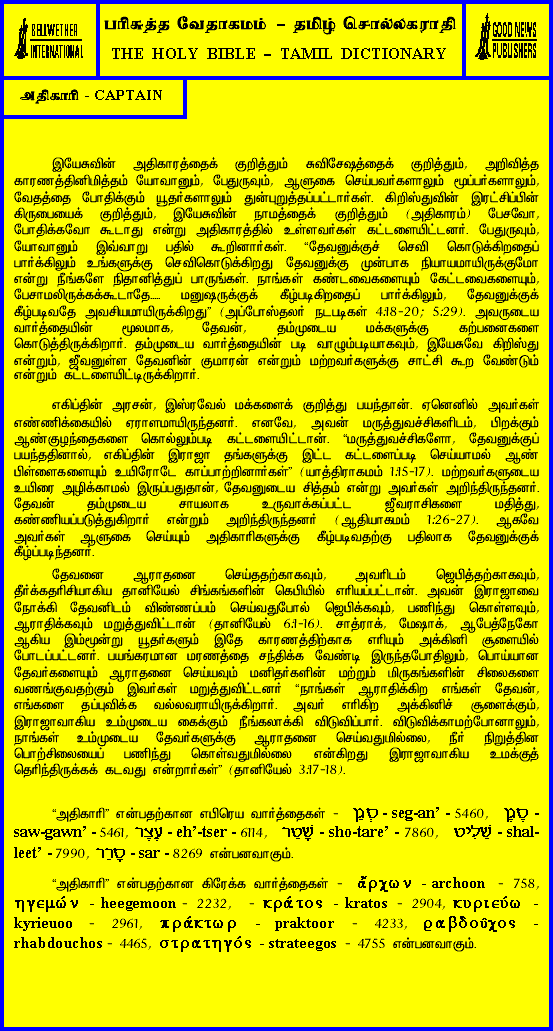 BELLWETHER
INTERNATIONAL
பரிசுத்த வேதாகமம் – தமிழ் சொல்லகராதி
THE HOLY BIBLE – TAMIL DICTIONARY
GOOD NEWS
PUBLISHERS
அதிகாரி - CAPTAIN
இயேசுவின் அதிகாரத்தைக் குறித்தும் சுவிசேஷத்தைக் குறித்தும், அறிவித்த
காரணத்தினிமித்தம் யோவானும், பேதுருவும், ஆளுகை செய்பவர்களாலும் மூப்பர்களாலும்,
வேதத்தை போதிக்கும் யூதர்களாலும் துன்புறுத்தப்பட்டார்கள். கிறிஸ்துவின் இரட்சிப்பின்
கிருபையைக் குறித்தும், இயேசுவின் நாமத்தைக் குறித்தும் (அதிகாரம்) பேசவோ,
போதிக்கவோ கூடாது என்று அதிகாரத்தில் உள்ளவர்கள் கட்டளையிட்டனர். பேதுருவும்,
யோவானும் இவ்வாறு பதில் கூறினார்கள். “தேவனுக்குச் செவி கொடுக்கிறதைப்
பார்க்கிலும் உங்களுக்கு செவிகொடுக்கிறது தேவனுக்கு முன்பாக நியாயமாயிருக்குமோ
என்று நீங்களே நிதானித்துப் பாருங்கள். நாங்கள் கண்டவைகளையும் கேட்டவைகளையும்,
பேசாமலிருக்கக்கூடாதே..... மனுஷருக்குக் கீழ்படிகிறதைப் பார்க்கிலும், தேவனுக்குக்
கீழ்படிவதே அவசியமாயிருக்கிறது” (அப்போஸ்தலர் நடபடிகள் 4:18-20; 5:29). அவருடைய
வார்த்தையின் மூலமாக, தேவன், தம்முடைய மக்களுக்கு கற்பனைகளை
கொடுத்திருக்கிறார். தம்முடைய வார்த்தையின் படி வாழும்படியாகவும், இயேசுவே கிறிஸ்து
என்றும், ஜீவனுள்ள தேவனின் குமாரன் என்றும் மற்றவர்களுக்கு சாட்சி கூற வேண்டும்
என்றும் கட்டளையிட்டிருக்கிறார்.
எகிப்தின் அரசன், இஸ்ரவேல் மக்களைக் குறித்து பயந்தான். ஏனெனில் அவர்கள்
எண்ணிக்கையில் ஏராளமாயிருந்தனர். எனவே, அவன் மருத்துவச்சிகளிடம், பிறக்கும்
ஆண்குழந்தைகளை கொல்லும்படி கட்டளையிட்டான். “மருத்துவச்சிகளோ, தேவனுக்குப்
பயந்ததினால், எகிப்தின் இராஜா தங்களுக்கு இட்ட கட்டளைப்படி செய்யாமல் ஆண்
பிள்ளைகளையும் உயிரோடே காப்பாற்றினார்கள்” (யாத்திராகமம் 1:15-17). மற்றவர்களுடைய
உயிரை அழிக்காமல் இருப்பதுதான், தேவனுடைய சித்தம் என்று அவர்கள் அறிந்திருந்தனர்.
தேவன் தம்முடைய சாயலாக உருவாக்கப்பட்ட ஜீவராசிகளை மதித்து,
கண்ணியப்படுத்துகிறார் என்றும் அறிந்திருந்தனர் (ஆதியாகமம் 1:26-27). ஆகவே
அவர்கள் ஆளுகை செய்யும் அதிகாரிகளுக்கு கீழ்படிவதற்கு பதிலாக தேவனுக்குக்
கீழ்ப்படிந்தனர்.
தேவனை ஆராதனை செய்ததற்காகவும், அவரிடம் ஜெபித்தற்காகவும்,
தீர்க்கதரிசியாகிய தானியேல் சிங்கங்களின் கெபியில் எரியப்பட்டான். அவன் இராஜாவை
நோக்கி தேவனிடம் விண்ணப்பம் செய்வதுபோல் ஜெபிக்கவும், பணிந்து கொள்ளவும்,
ஆராதிக்கவும் மறுத்துவிட்டான் (தானியேல் 6:1-16). சாத்ராக், மேஷாக், ஆபேத்நேகோ
ஆகிய இம்மூன்று யூதர்களும் இதே காரணத்திற்காக எரியும் அக்கினி சூளையில்
போடப்பட்டனர். பயங்கரமான மரணத்தை சந்திக்க வேண்டி இருந்தபோதிலும், பொய்யான
தேவர்களையும் ஆராதனை செய்யவும் மனிதர்களின் மற்றும் மிருகங்களின் சிலைகளை
வணங்குவதற்கும் இவர்கள் மறுத்துவிட்டனர் “நாங்கள் ஆராதிக்கிற எங்கள் தேவன்,
எங்களை தப்புவிக்க வல்லவராயிருக்கிறார். அவர் எரிகிற அக்கினிச் சூளைக்கும்,
இராஜாவாகிய உம்முடைய கைக்கும் நீங்கலாக்கி விடுவிப்பார். விடுவிக்காமற்போனாலும்,
நாங்கள் உம்முடைய தேவர்களுக்கு ஆராதனை செய்வதுமில்லை, நீர் நிறுத்தின
பொற்சிலையைப் பணிந்து கொள்வதுமில்லை என்கிறது இராஜாவாகிய உமக்குத்
தெரிந்திருக்கக் கடவது என்றார்கள்” (தானியேல் 3:17-18).
“அதிகாரி” என்பதற்கான எபிரெய வார்த்தைகள் - סָגָן - seg-an’ - 5460, סָגָן -
saw-gawn’ - 5461, עֶצֶר - eh’-tser - 6114, שָׁטַר - sho-tare’ - 7860, שַׁלִּיט - shal-
leet’ - 7990, שָׂרַר - sar - 8269 என்பனவாகும்.
“அதிகாரி” என்பதற்கான கிரேக்க வார்த்தைகள் - ἄρχων - archoon - 758,
ηγεμών - heegemoon - 2232, - κράτος - kratos - 2904, κυριεύω -
kyrieuoo - 2961, πράκτωρ - praktoor - 4233, ραβδοῦχος -
rhabdouchos - 4465, στρατηγός - strateegos - 4755 என்பனவாகும்.